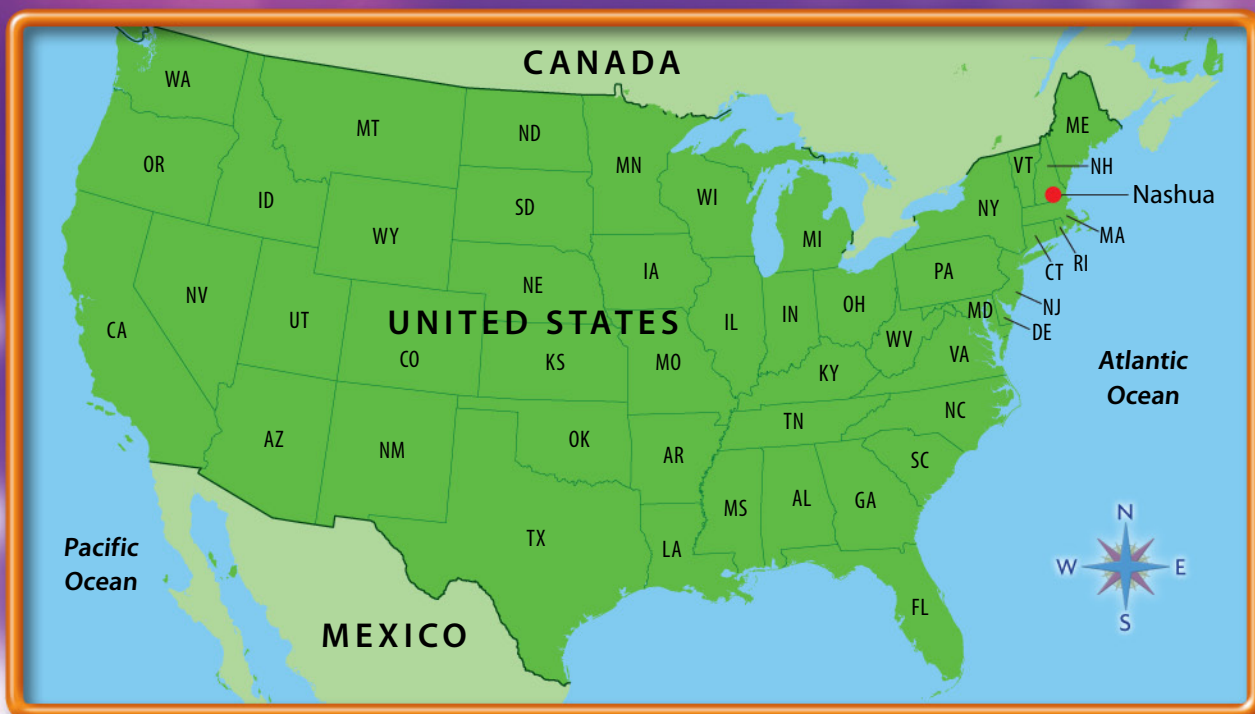 CANADA
WA
MT
ND
MN
ME
VT
NH
OR
ID
SD
WI
Nashua
NY
WY
MI
MA
RI
CT
IA
PA
NE
NV
UT
OH
NJ
MD
IL
IN
DE
CA
UNITED STATES
WV
CO
KS
MO
VA
KY
Atlantic
Ocean
NC
TN
AZ
NM
OK
AR
SC
MS
AL
GA
N
TX
LA
Pacific
Ocean
W
E
FL
S
MEXICO